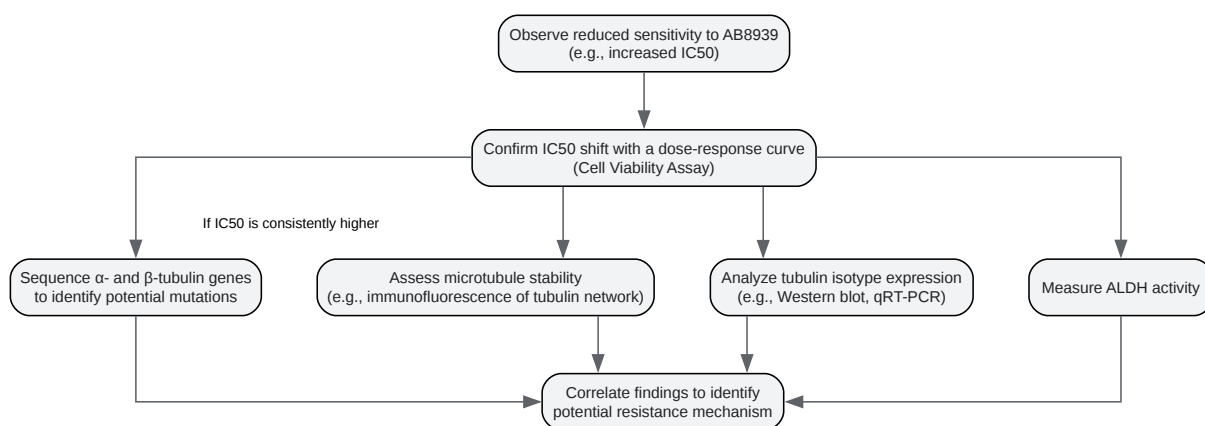 Observe reduced sensitivity to AB8939
(e.g., increased IC50)
Confirm IC50 shift with a dose-response curve
(Cell Viability Assay)
If IC50 is consistently higher
Sequence α- and β-tubulin genes
to identify potential mutations
Assess microtubule stability
(e.g., immunofluorescence of tubulin network)
Analyze tubulin isotype expression
(e.g., Western blot, qRT-PCR)
Measure ALDH activity
Correlate findings to identify
potential resistance mechanism